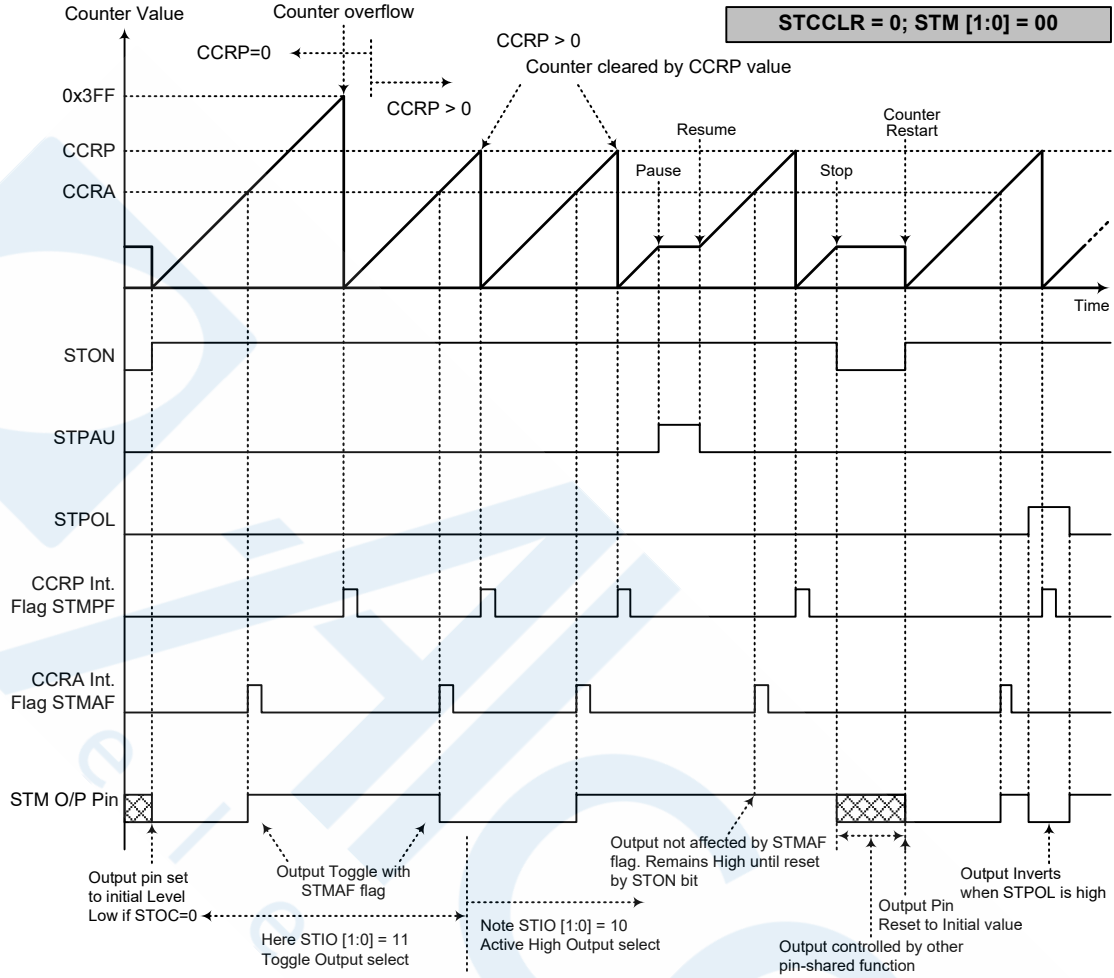 Counter Value
Counter overflow
STCCLR = 0; STM [1:0] = 00
CCRP=0
CCRP > 0
CCRP > 0
Counter cleared by CCRP value
0x3FF
CCRP
CCRA
Pause
Resume
Stop
Counter
Restart
Time
STON
STPAU
STPOL
CCRP Int.
Flag STMPF
CCRA Int.
Flag STMAF
STM O/P Pin
Output pin set
to initial Level
Low if STOC=0
Output Toggle with
STMAF flag
Here STIO [1:0] = 11
Toggle Output select
Note STIO [1:0] = 10
Active High Output select
Output not affected by STMAF
flag. Remains High until reset
by STON bit
Output Pin
Reset to Initial value
Output controlled by other
pin-shared function
Output Inverts
when STPOL is high